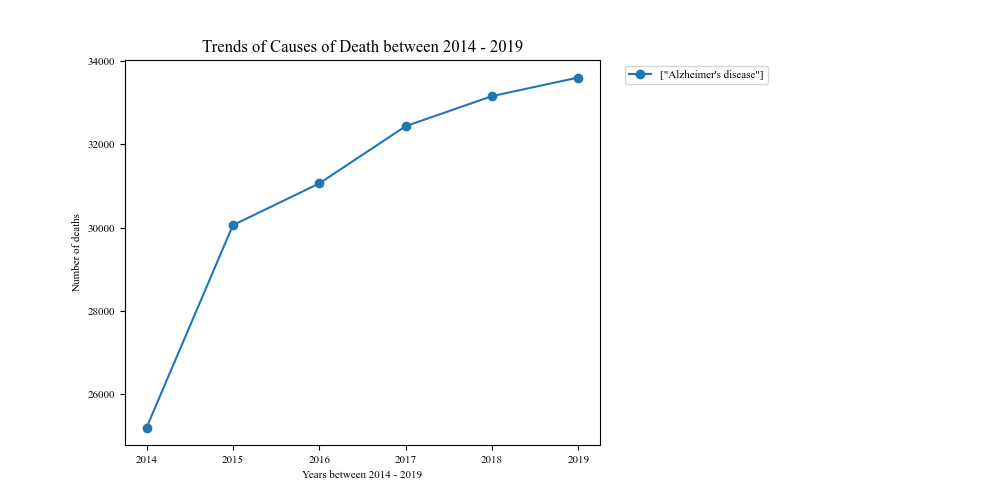 Trends of Causes of Death between 2014 - 2019
["Alzheimer's disease"]
34000
32000
30000
28000
26000
Number of deaths
2014 2015 2016 2017 2018 2019
Years between 2014 - 2019